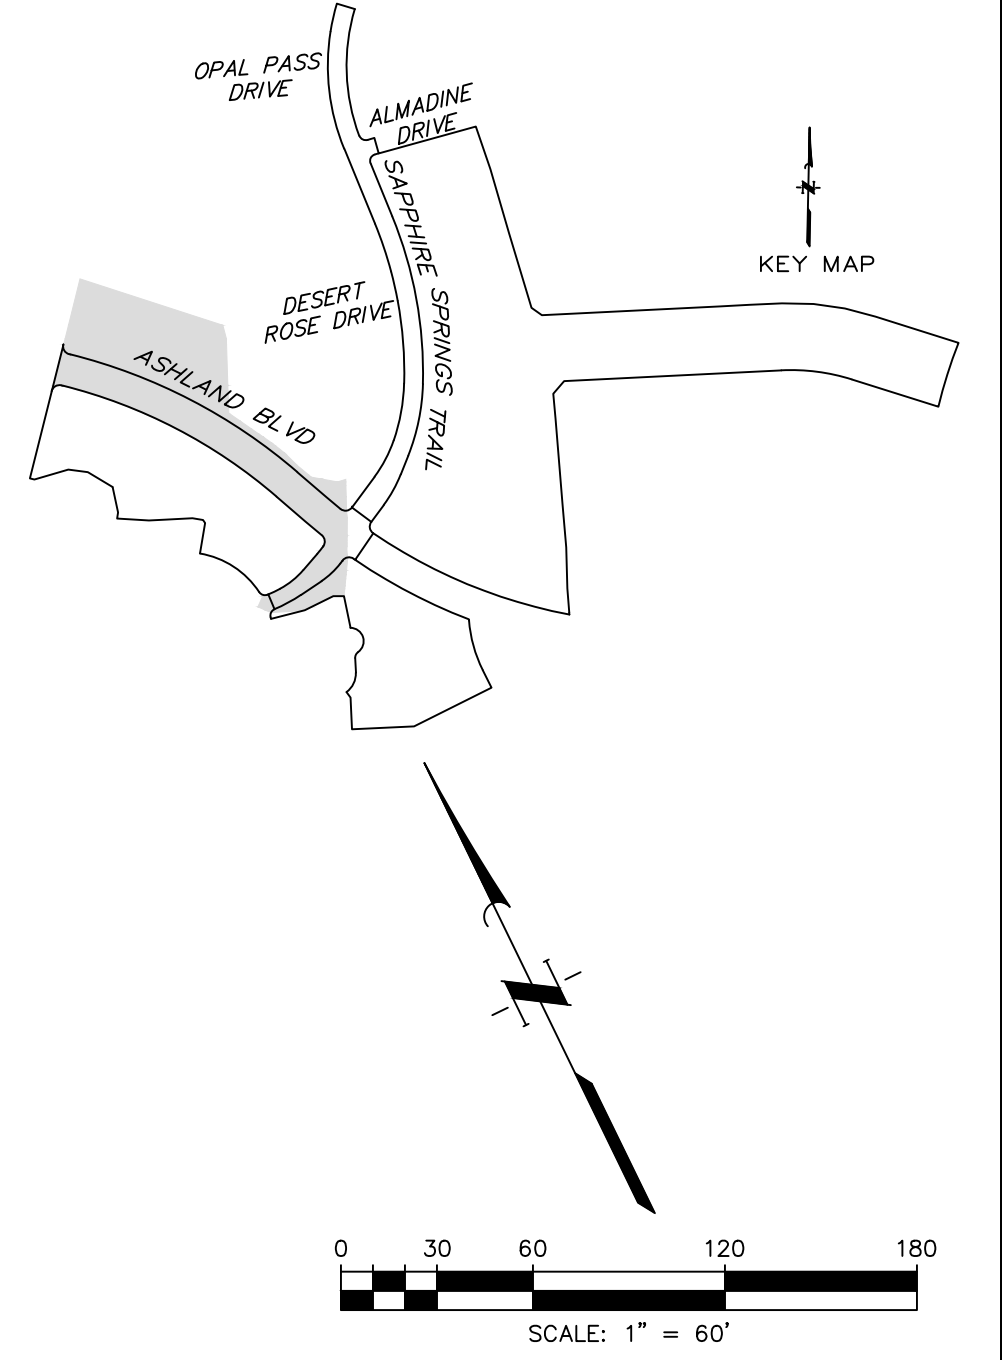 OPAL PASS
DRIVE
ALMADINE
DRIVE
SAPPHIRE SPRINGS TRAIL
N
KEY MAP
DESERT
ROSE DRIVE
ASHLAND BLVD
N
0 30 60 120 180
SCALE: 1" = 60'